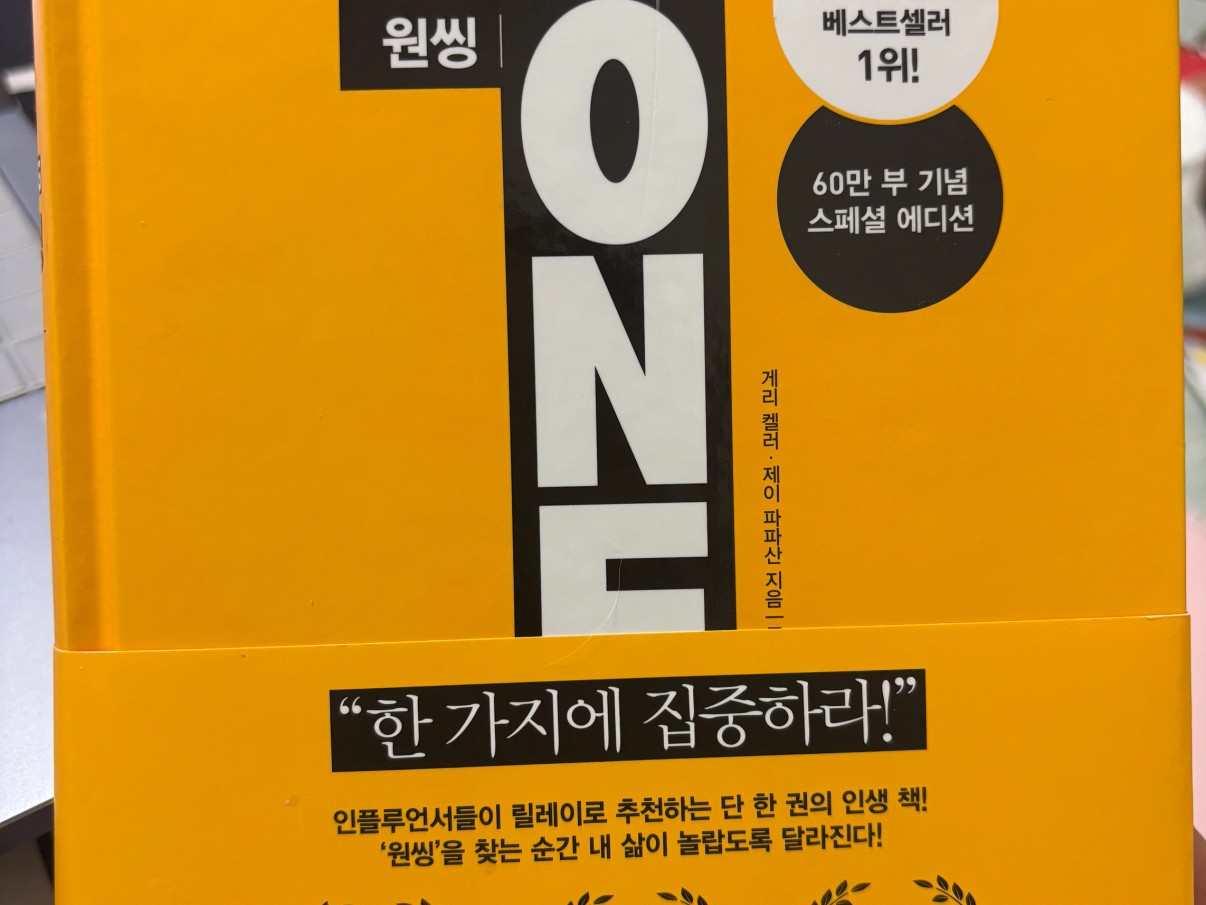 원씽
ONE
베스트셀러
1위!
60만 부 기념
스페셜 에디션
게리 켈러 · 제이 파파산 지음
“한 가지에 집중하라!”
인플루언서들이 릴레이로 추천하는 단 한 권의 인생 책!
‘원씽’을 찾는 순간 내 삶이 놀랍도록 달라진다!